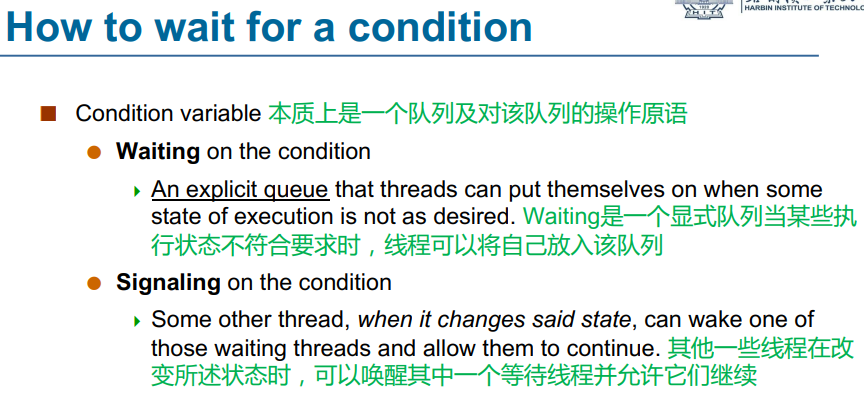 HARBIN INSTITUTE OF TECHNOLO
How to wait for a condition
Condition variable 本质上是一个队列及对该队列的操作原语
Waiting on the condition
An explicit queue that threads can put themselves on when some
state of execution is not as desired. Waiting是一个显式队列当某些执
行状态不符合要求时，线程可以将自己放入该队列
Signaling on the condition
Some other thread, when it changes said state, can wake one of
those waiting threads and allow them to continue. 其他一些线程在改
变所述状态时，可以唤醒其中一个等待线程并允许它们继续